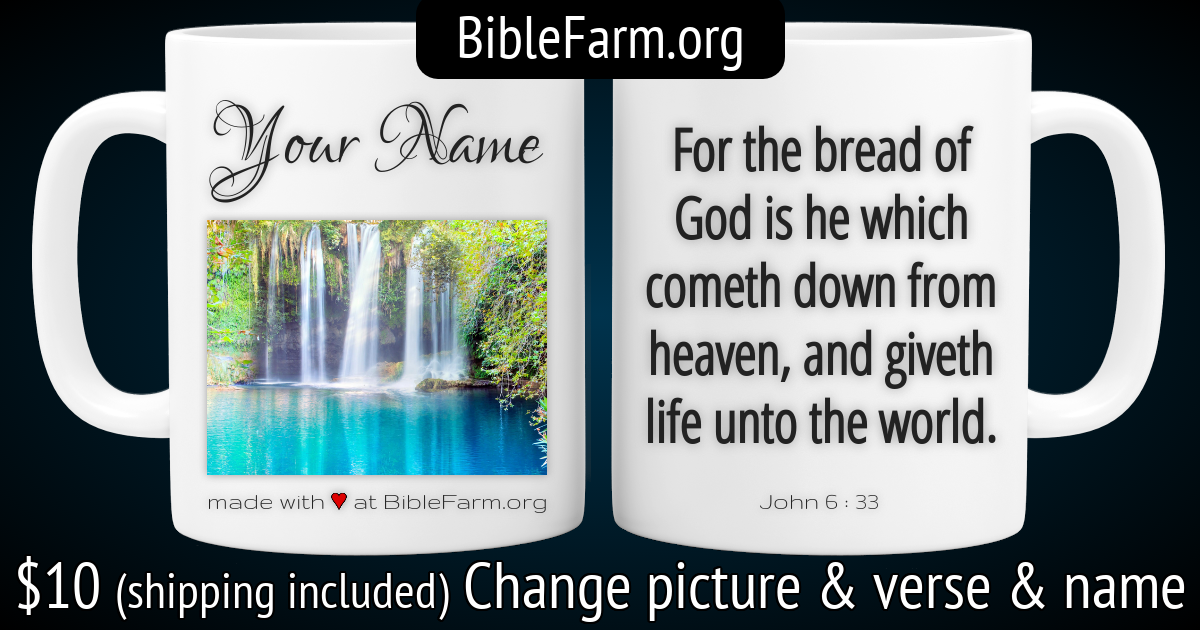 BibleFarm.org
Your Name
made with ♥ at BibleFarm.org
For the bread of
God is he which
cometh down from
heaven, and giveth
life unto the world.
John 6 : 33
$10 (shipping included) Change picture & verse & name